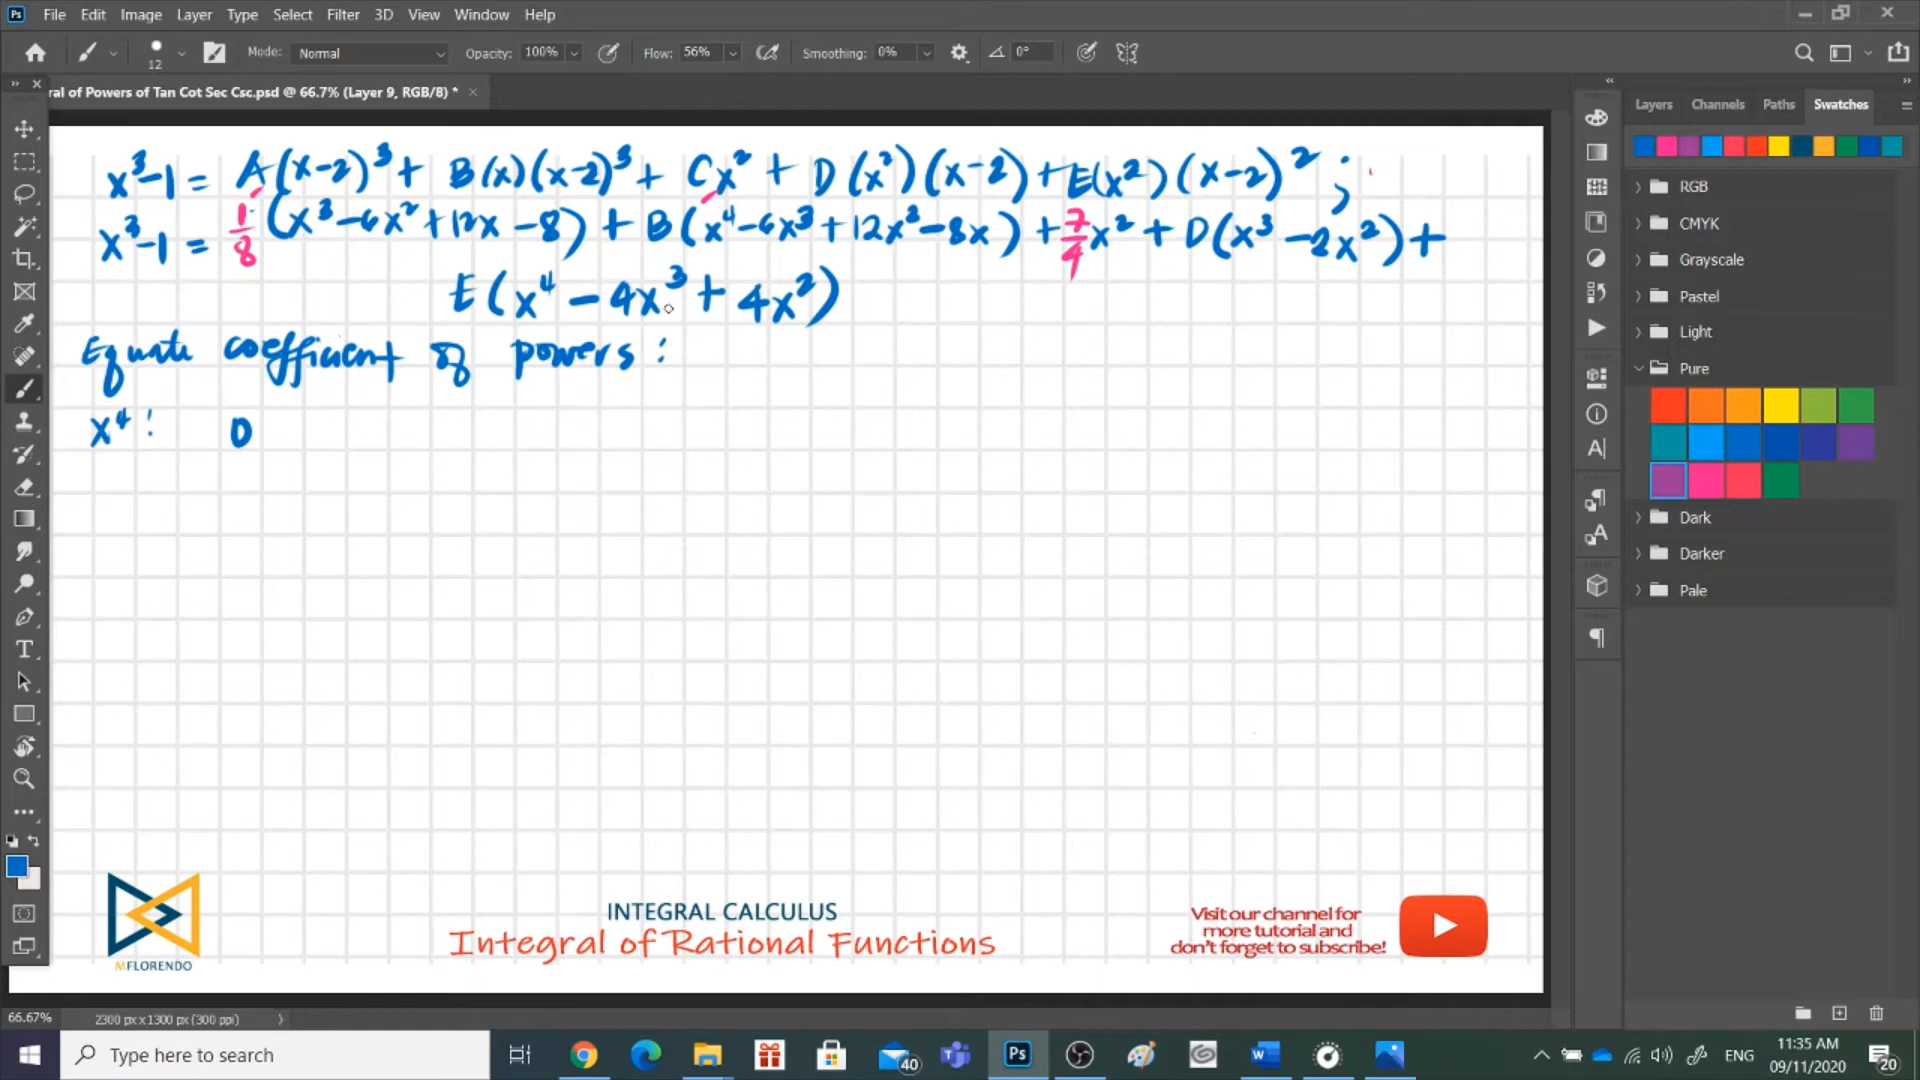 File Edit Image Layer Type Select Filter 3D View Window Help
12 Mode: Normal Opacity: 100% Flow: 56% Smoothing: 0% 0°
ral of Powers of Tan Cot Sec Csc.psd @ 66.7% (Layer 9, RGB/8) *
x³-1 = A(x-2)³ + B(x)(x-2)³ + Cx² + D(x²)(x-2) + E(x²)(x-2)² ;
x³-1 = 1/8 (x³-6x²+12x-8) + B(x⁴-6x³+12x²-8x) + 7/4 x² + D(x³-2x²) +
E(x⁴ - 4x³ + 4x²)
Equate coefficient of powers :
x⁴ : 0
Layers Channels Paths Swatches
RGB
CMYK
Grayscale
Pastel
Light
Pure
Dark
Darker
Pale
MFLORENDO
INTEGRAL CALCULUS
Integral of Rational Functions
Visit our channel for
more tutorial and
don't forget to subscribe!
66.67% 2300 px x 1300 px (300 ppi)
Type here to search
40
ENG
11:35 AM
09/11/2020
20